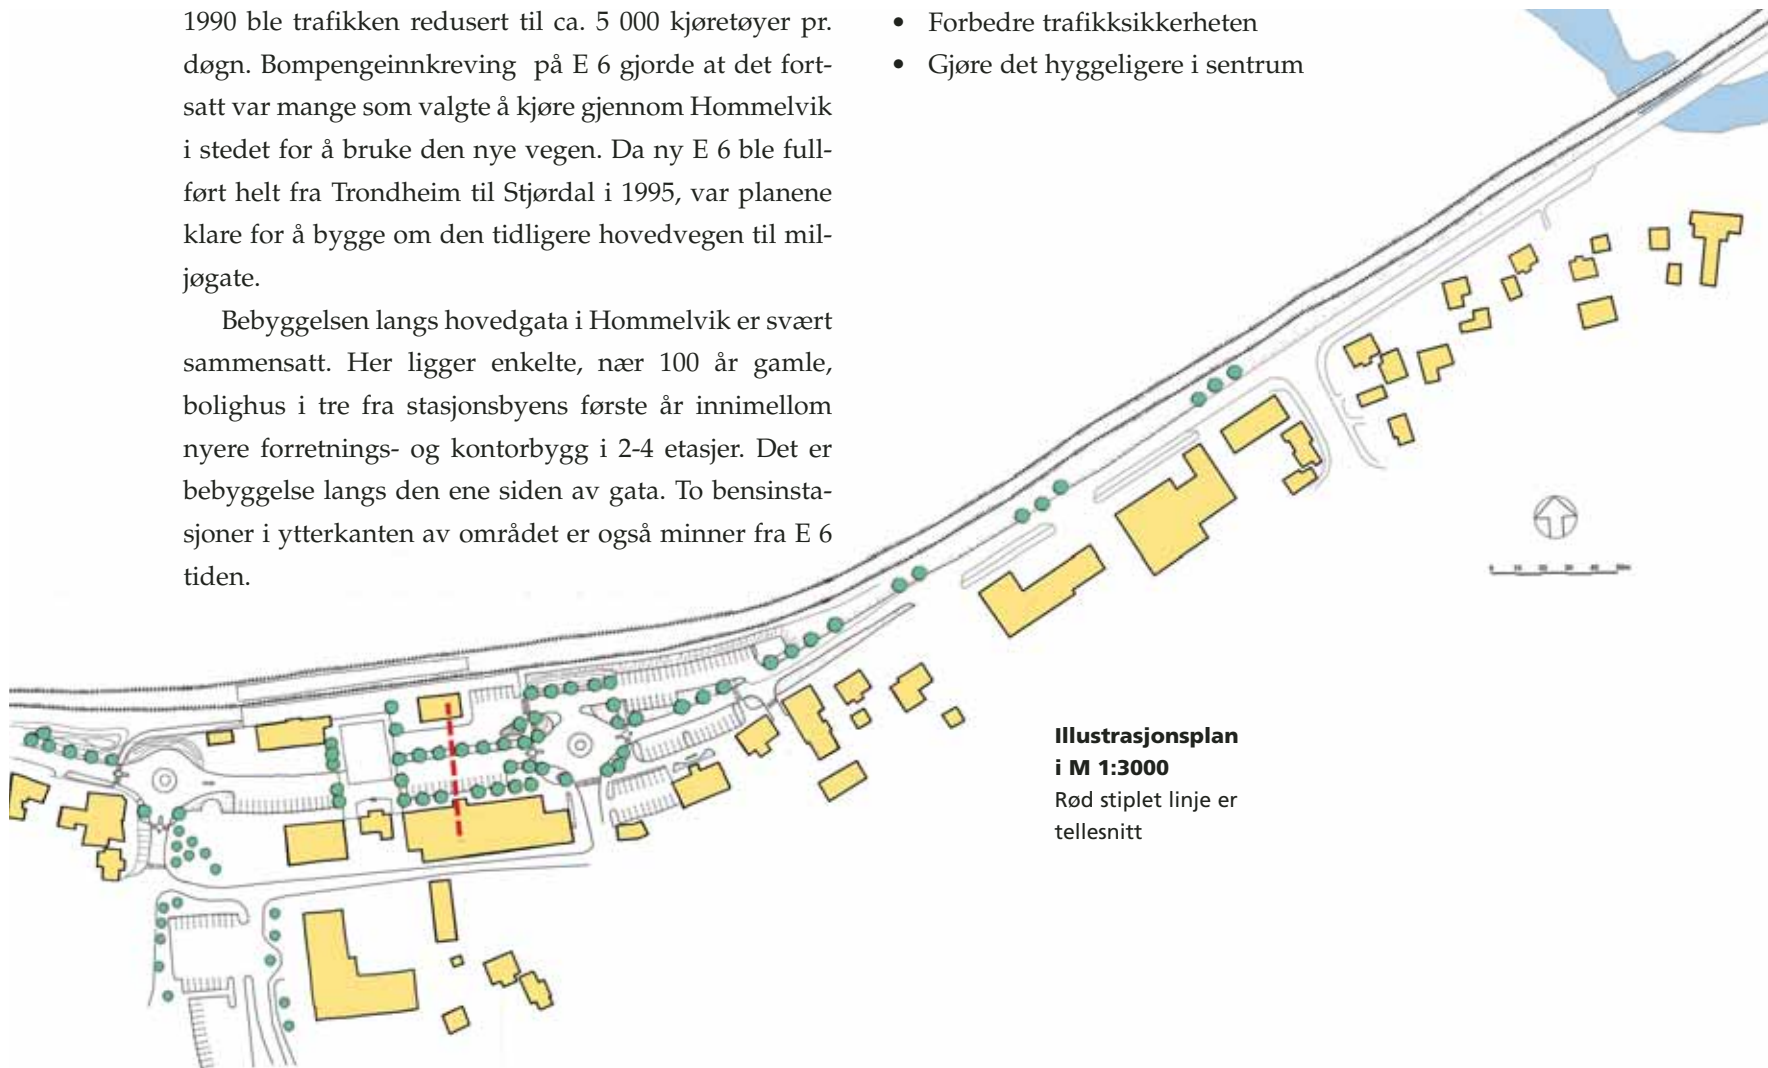 1990 ble trafikken redusert til ca. 5 000 kjøretøyer pr.
døgn. Bompengeinnkreving på E 6 gjorde at det fort-
satt var mange som valgte å kjøre gjennom Hommelvik
i stedet for å bruke den nye vegen. Da ny E 6 ble full-
ført helt fra Trondheim til Stjørdal i 1995, var planene
klare for å bygge om den tidligere hovedvegen til mil-
jøgate.
Bebyggelsen langs hovedgata i Hommelvik er svært
sammensatt. Her ligger enkelte, nær 100 år gamle,
bolighus i tre fra stasjonsbyens første år innimellom
nyere forretnings- og kontorbygg i 2-4 etasjer. Det er
bebyggelse langs den ene siden av gata. To bensinsta-
sjoner i ytterkanten av området er også minner fra E 6
tiden.
• Forbedre trafikksikkerheten
• Gjøre det hyggeligere i sentrum
0 10 20 30 40 50m
Illustrasjonsplan
i M 1:3000
Rød stiplet linje er
tellesnitt